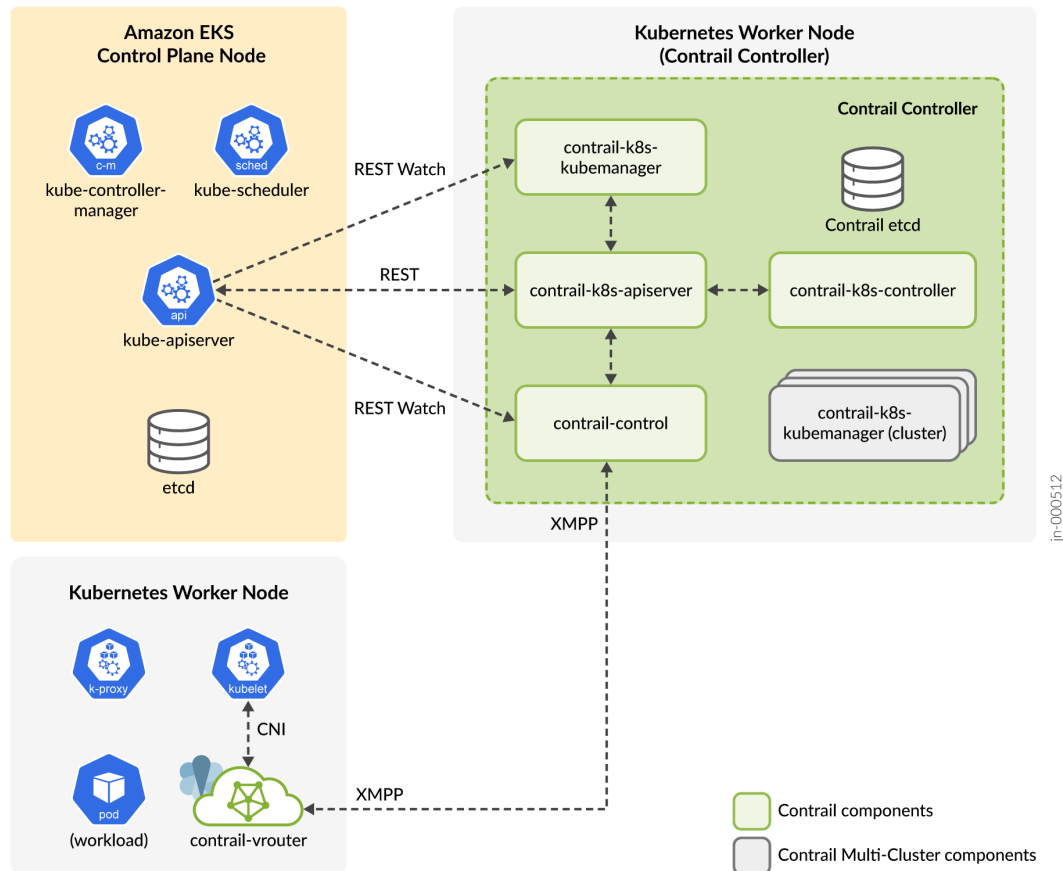 Amazon EKS
Control Plane Node
c-m
kube-controller-
manager
sched
kube-scheduler
api
kube-apiserver
etcd
REST Watch
REST
REST Watch
Kubernetes Worker Node
(Contrail Controller)
Contrail Controller
contrail-k8s-
kubemanager
Contrail etcd
contrail-k8s-apiserver
contrail-k8s-controller
contrail-control
contrail-k8s-
kubemanager (cluster)
XMPP
jn-000512
Kubernetes Worker Node
k-proxy
kubelet
CNI
pod
(workload)
contrail-vrouter
XMPP
Contrail components
Contrail Multi-Cluster components